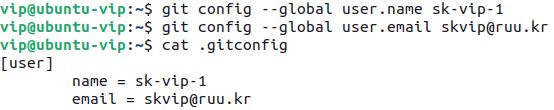 vip@ubuntu-vip:~$ git config --global user.name sk-vip-1
vip@ubuntu-vip:~$ git config --global user.email skvip@ruu.kr
vip@ubuntu-vip:~$ cat .gitconfig
[user]
        name = sk-vip-1
        email = skvip@ruu.kr